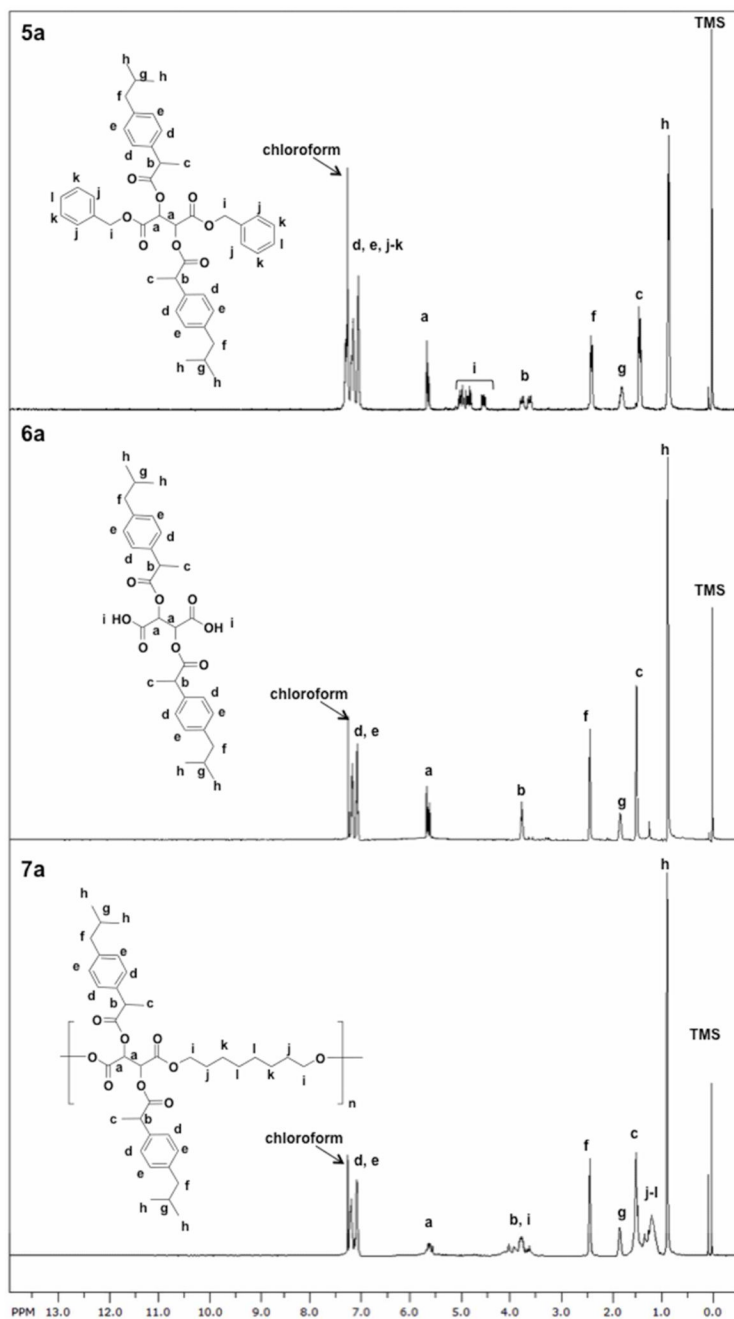 5a
TMS
h
g
h
f
e
e
d
d
b
c
O
O
l
k
k
j
j
i
O
O
a
a
O
O
O
O
i
j
k
l
j
k
c
b
O
d
d
e
e
f
g
h
h
chloroform
d, e, j-k
a
i
b
f
g
c
h
6a
TMS
h
g
h
f
e
e
d
d
b
c
O
O
i HO
O
a
a
O
OH i
O
O
c
b
d
d
e
e
f
h
g
h
chloroform
d, e
a
b
f
g
c
h
7a
TMS
h
g
h
f
e
e
d
d
b
c
O
O
O
a
a
O
O
O
i
j
k
l
l
k
j
i
O
n
O
O
c
b
d
d
e
e
f
h
g
h
chloroform
d, e
a
b, i
f
g
c
j-l
h
PPM 13.0 12.0 11.0 10.0 9.0 8.0 7.0 6.0 5.0 4.0 3.0 2.0 1.0 0.0